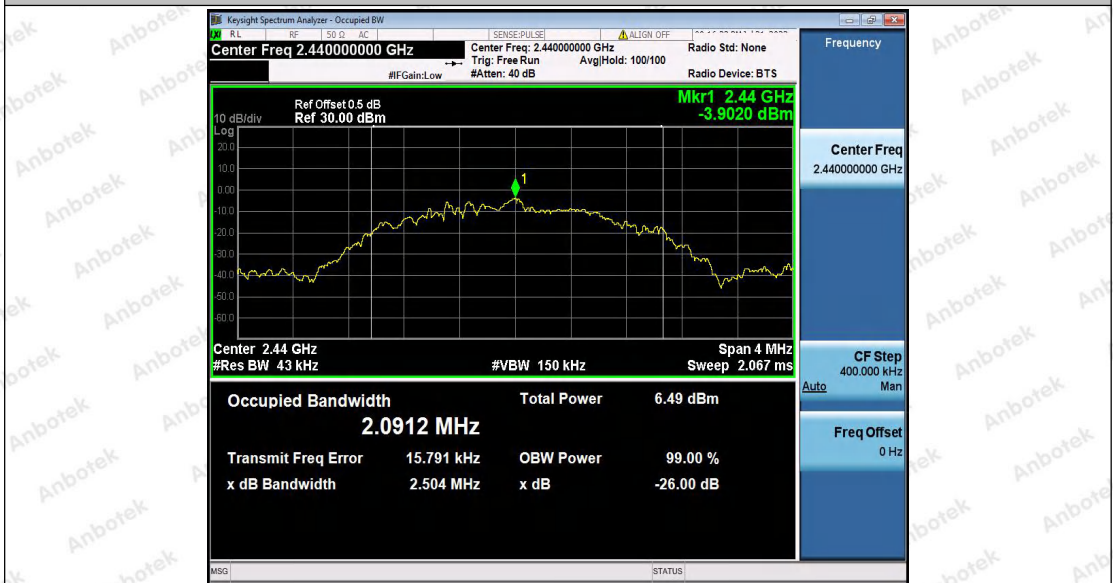 Keysight Spectrum Analyzer - Occupied BW
LXI RL RF 50 Ω AC SENSE:PULSE ALIGN OFF
Center Freq 2.440000000 GHz
Center Freq: 2.440000000 GHz
Radio Std: None
Trig: Free Run Avg|Hold: 100/100
#IFGain:Low #Atten: 40 dB Radio Device: BTS
Frequency
Mkr1 2.44 GHz
-3.9020 dBm
Ref Offset 0.5 dB
10 dB/div Ref 30.00 dBm
Log
20.0
10.0
0.00
-10.0
-20.0
-30.0
-40.0
-50.0
-60.0
1
Center Freq
2.440000000 GHz
Center 2.44 GHz Span 4 MHz
#Res BW 43 kHz #VBW 150 kHz Sweep 2.067 ms
CF Step
400.000 kHz
Auto Man
Occupied Bandwidth Total Power 6.49 dBm
2.0912 MHz
Freq Offset
0 Hz
Transmit Freq Error 15.791 kHz OBW Power 99.00 %
x dB Bandwidth 2.504 MHz x dB -26.00 dB
MSG STATUS
Anbotek